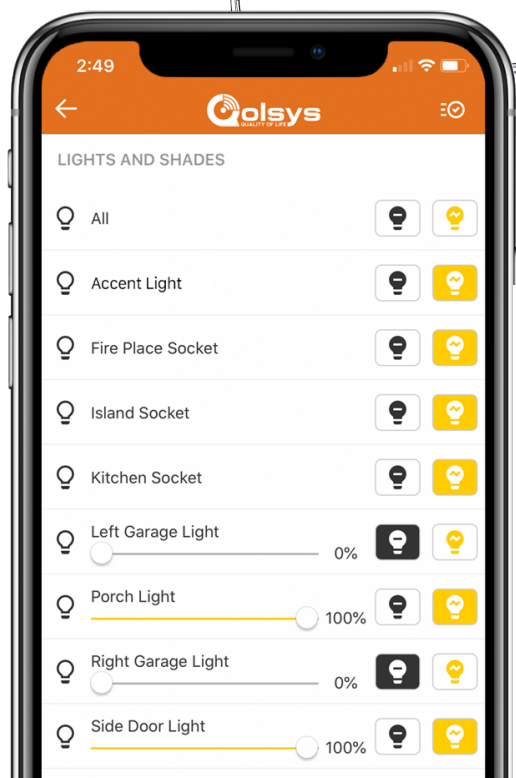 2:49
Qolsys
QUALITY OF LIFE
LIGHTS AND SHADES
All
Accent Light
Fire Place Socket
Island Socket
Kitchen Socket
Left Garage Light
0%
Porch Light
100%
Right Garage Light
0%
Side Door Light
100%